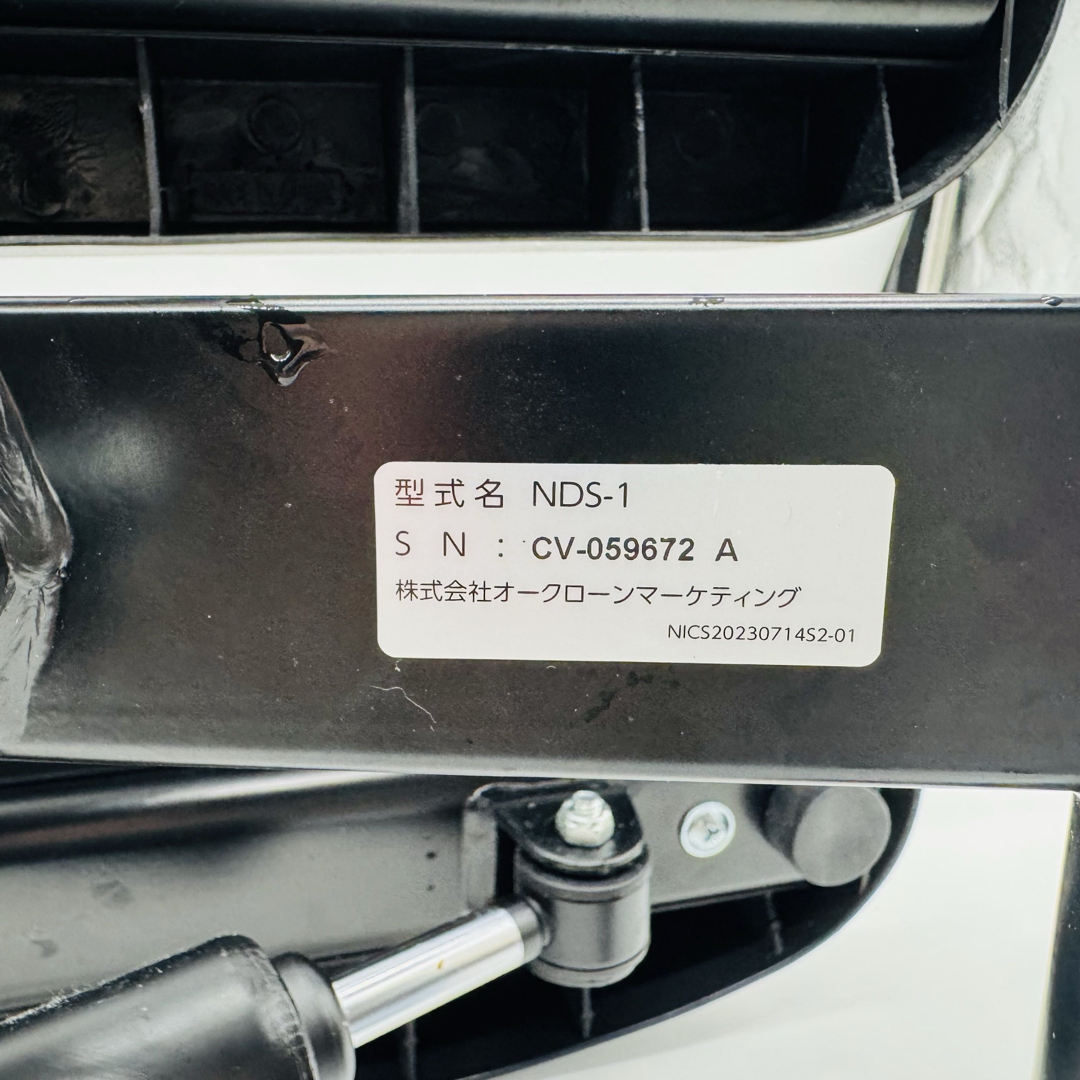 型式名 NDS-1
SN : CV-059672 A
株式会社オークローンマーケティング
NICS20230714S2-01